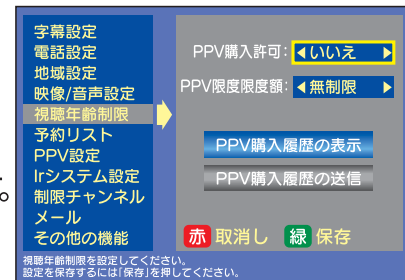 字幕設定
電話設定
地域設定
映像/音声設定
視聴年齢制限
予約リスト
PPV設定
Irシステム設定
制限チャンネル
メール
その他の機能
PPV購入許可: いいえ
PPV限度限度額: 無制限
PPV購入履歴の表示
PPV購入履歴の送信
赤 取消し 緑 保存
視聴年齢制限を設定してください。
設定を保存するには「保存」を押してください。
。